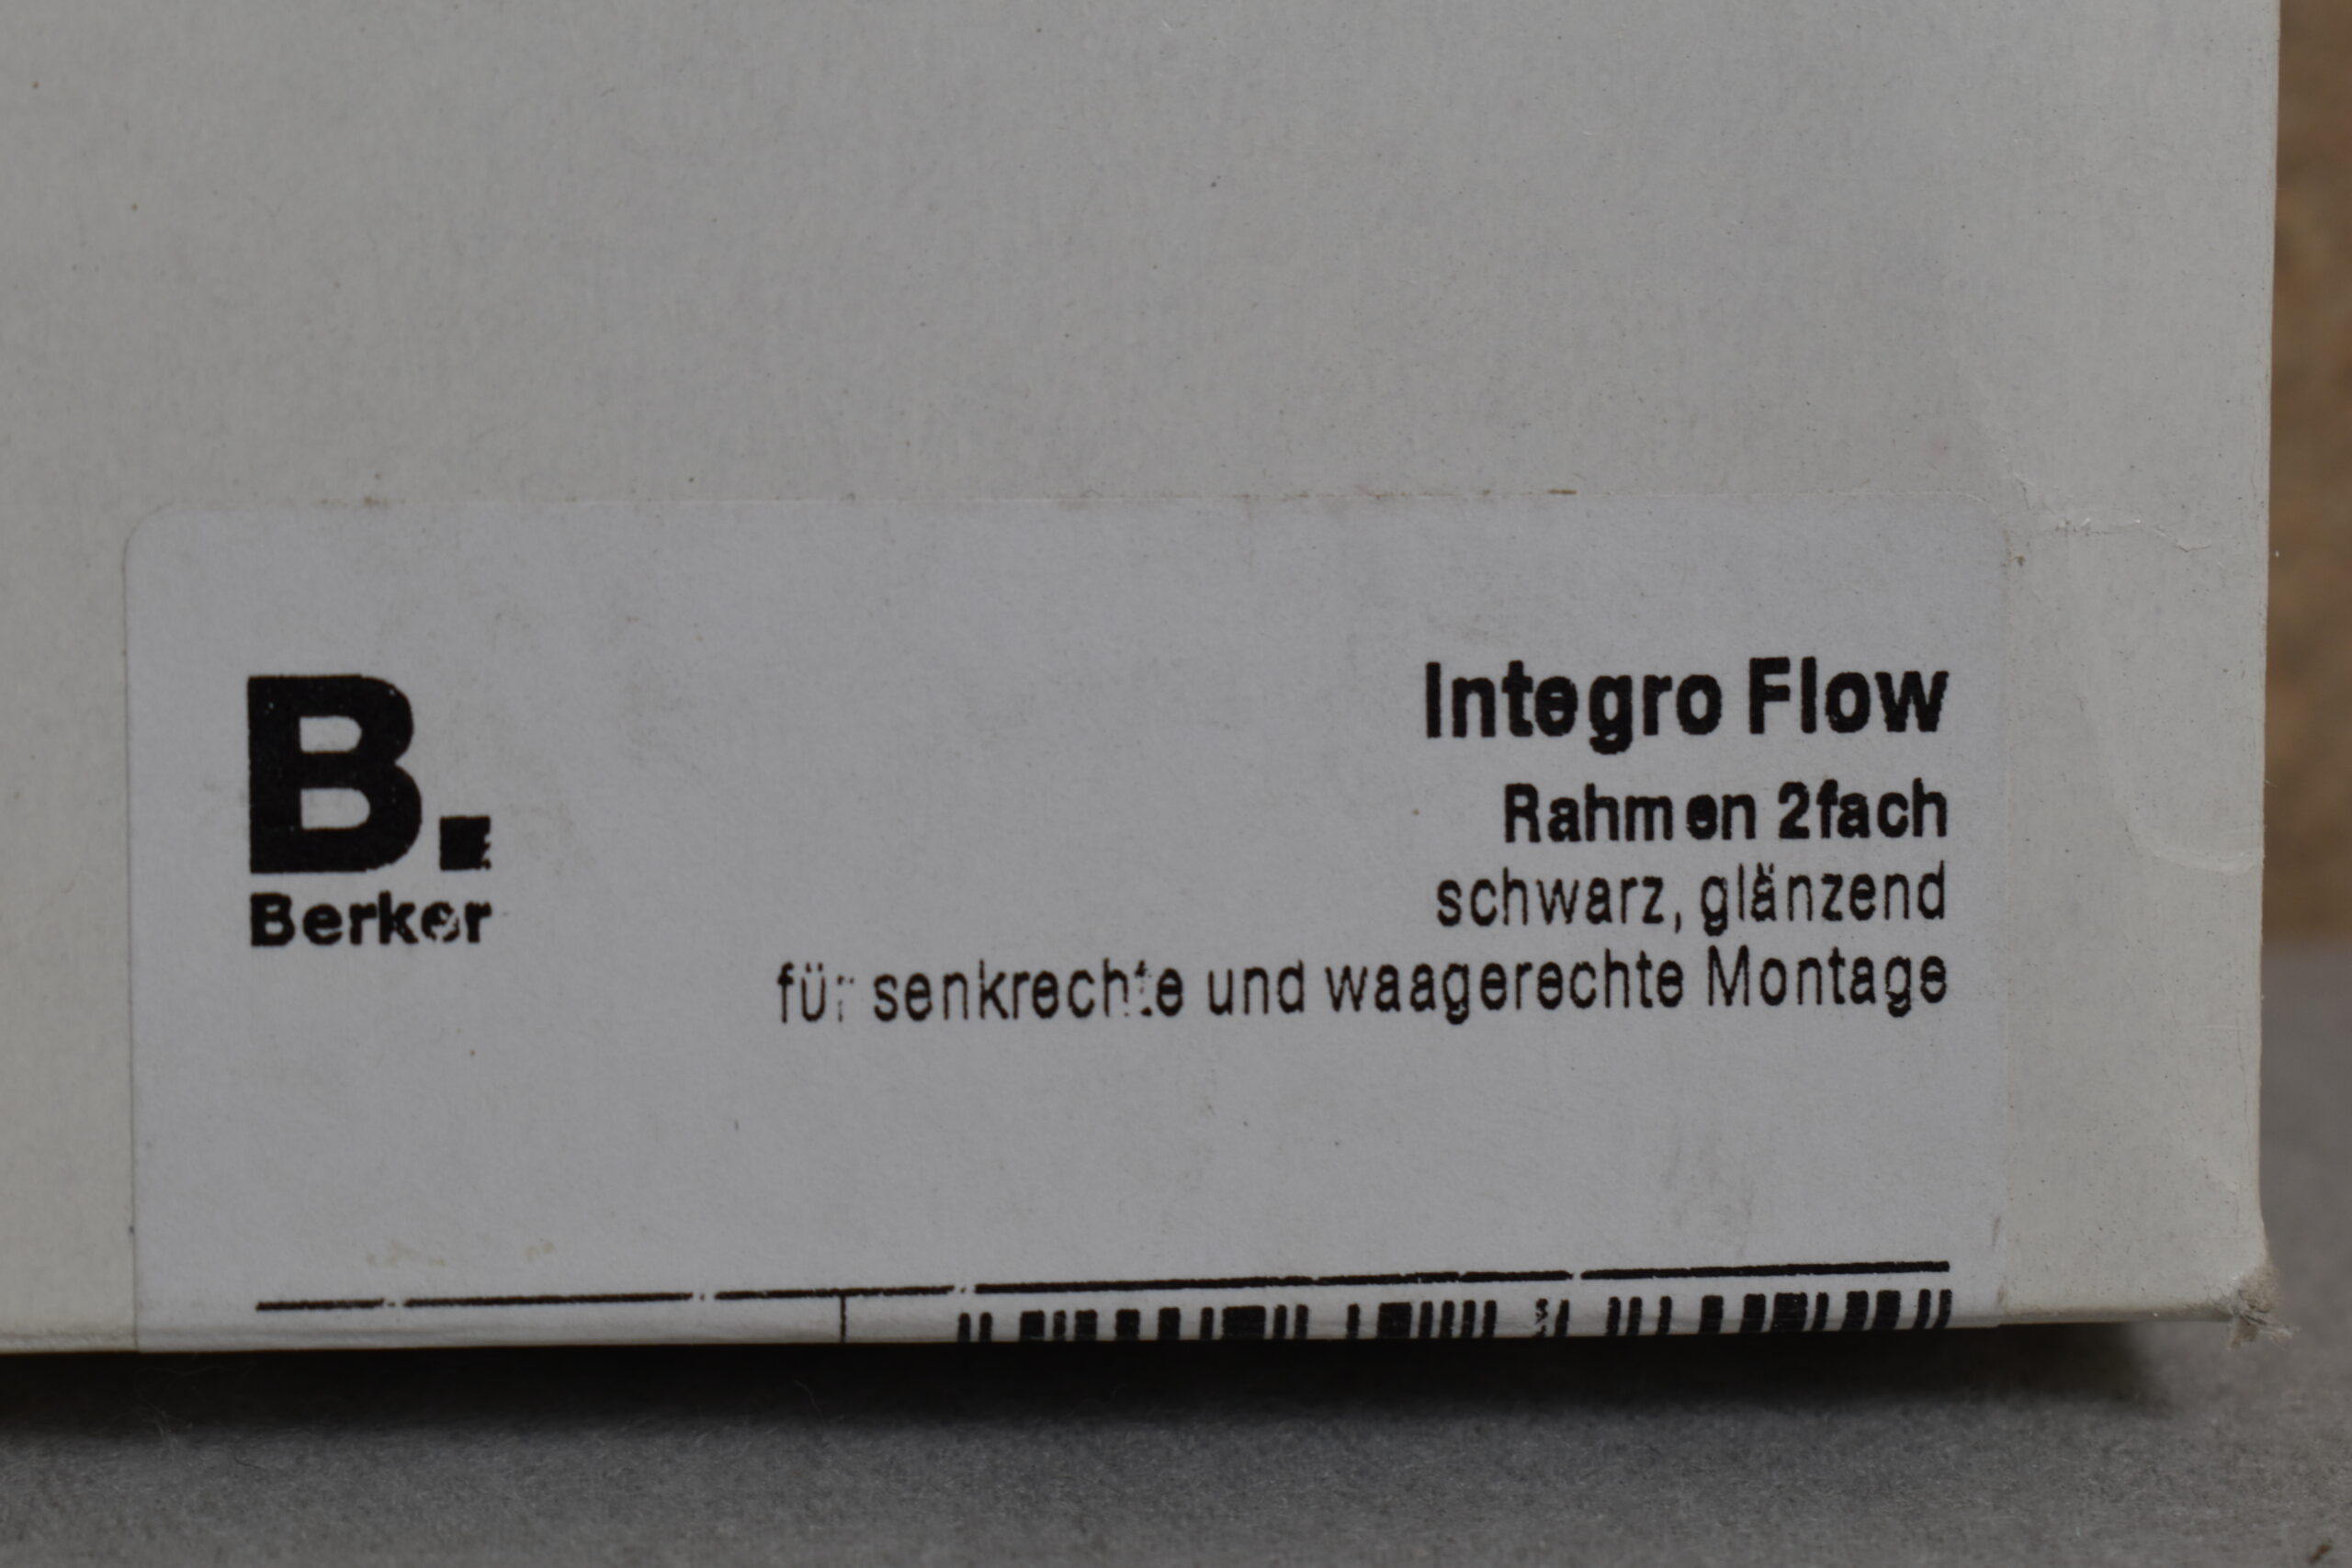 B.
Berker
Integro Flow
Rahmen 2fach
schwarz, glänzend
für senkrechte und waagerechte Montage